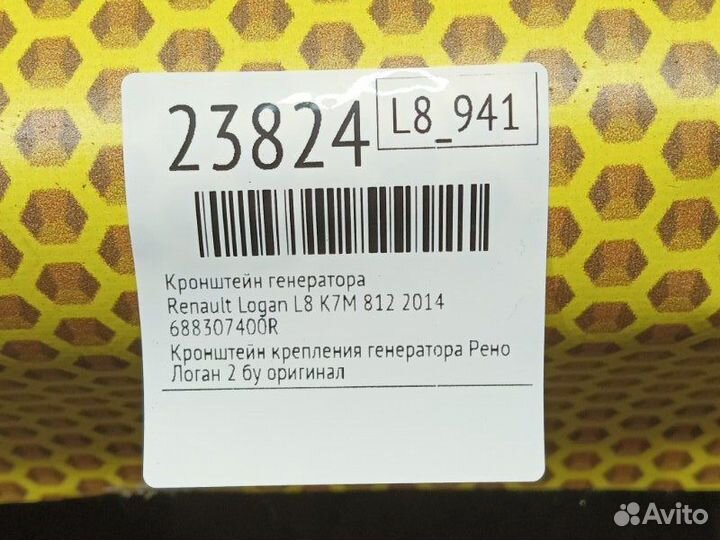 23824
L8_941
Кронштейн генератора
Renault Logan L8 K7M 812 2014
688307400R
Кронштейн крепления генератора Рено
Логан 2 бу оригинал
Avito